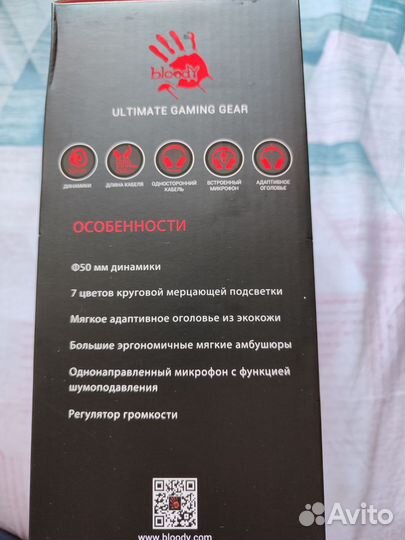 bloody
ULTIMATE GAMING GEAR
ДИНАМИКИ
ДЛИНА КАБЕЛЯ
ОДНОСТОРОННИЙ КАБЕЛЬ
ВСТРОЕННЫЙ МИКРОФОН
АДАПТИВНОЕ ОГОЛОВЬЕ
ОСОБЕННОСТИ
Ф50 мм динамики
7 цветов круговой мерцающей подсветки
Мягкое адаптивное оголовье из экокожи
Большие эргономичные мягкие амбушюры
Однонаправленный микрофон с функцией
шумоподавления
Регулятор громкости
www.bloody.com
Avito